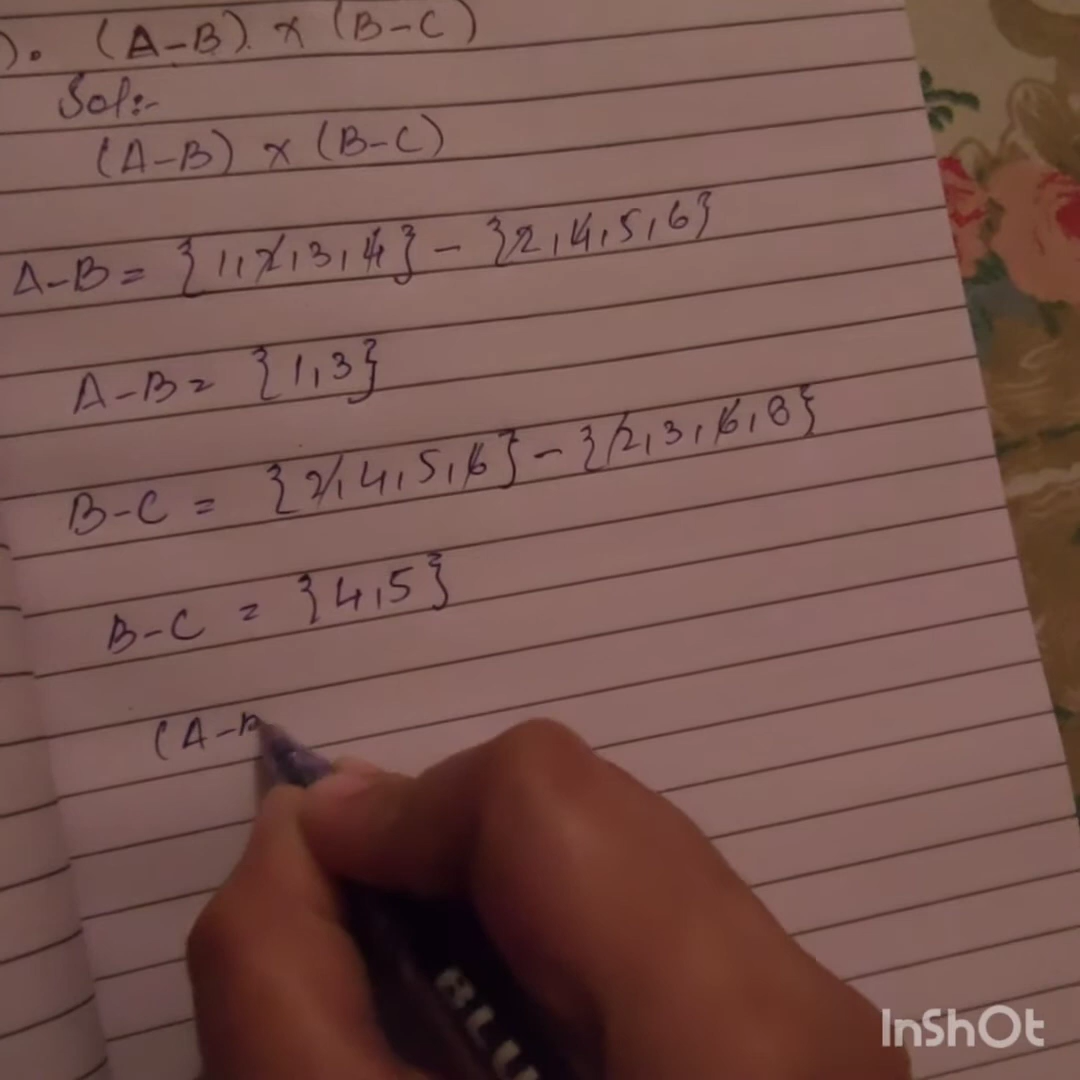 ). (A-B) × (B-C)
Sol:-
(A-B) × (B-C)
A-B = {1,2,3,4} - {2,4,5,6}
A-B = {1,3}
B-C = {2,4,5,6} - {2,3,6,8}
B-C = {4,5}
(A-B
BLU
InShOt